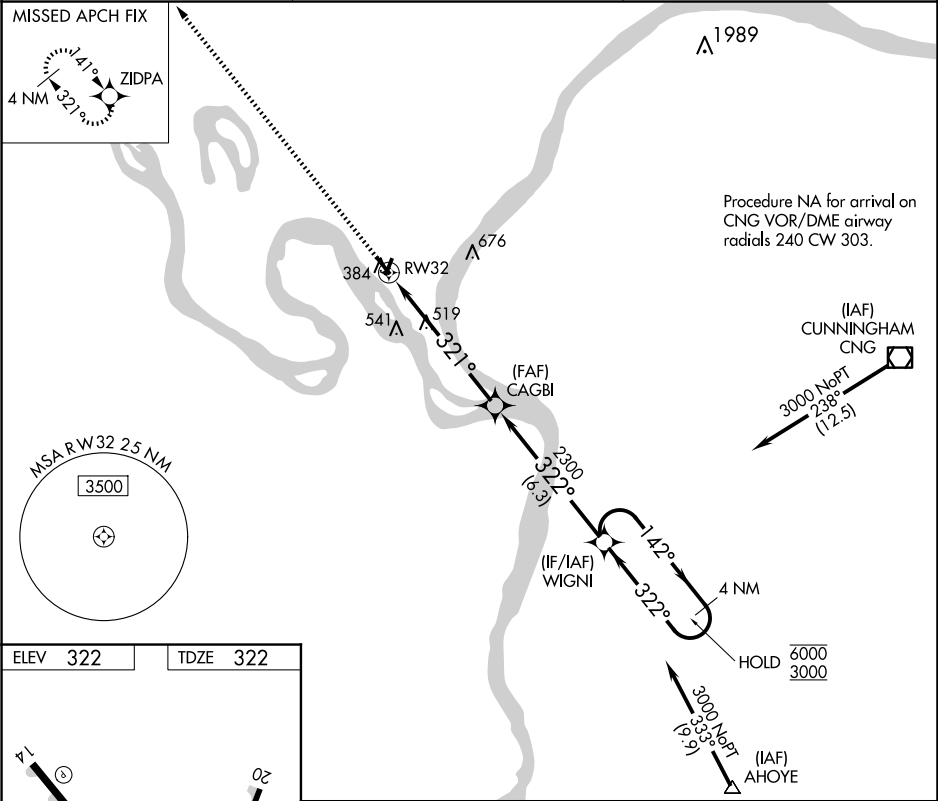 MISSED APCH FIX
141°
ZIDPA
4 NM
321°
1989
Procedure NA for arrival on
CNG VOR/DME airway
radials 240 CW 303.
676
384
RW32
541
519
321°
(IAF)
CUNNINGHAM
CNG
3000 NoPT
238°
(12.5)
(FAF)
CAGBI
MSA RW32 25 NM
3500
2300
322°
(6.3)
(IF/IAF)
WIGNI
142°
322°
4 NM
HOLD
6000
3000
3000 NoPT
333°
(9.9)
(IAF)
AHOYE
ELEV 322
TDZE 322
14
P
20